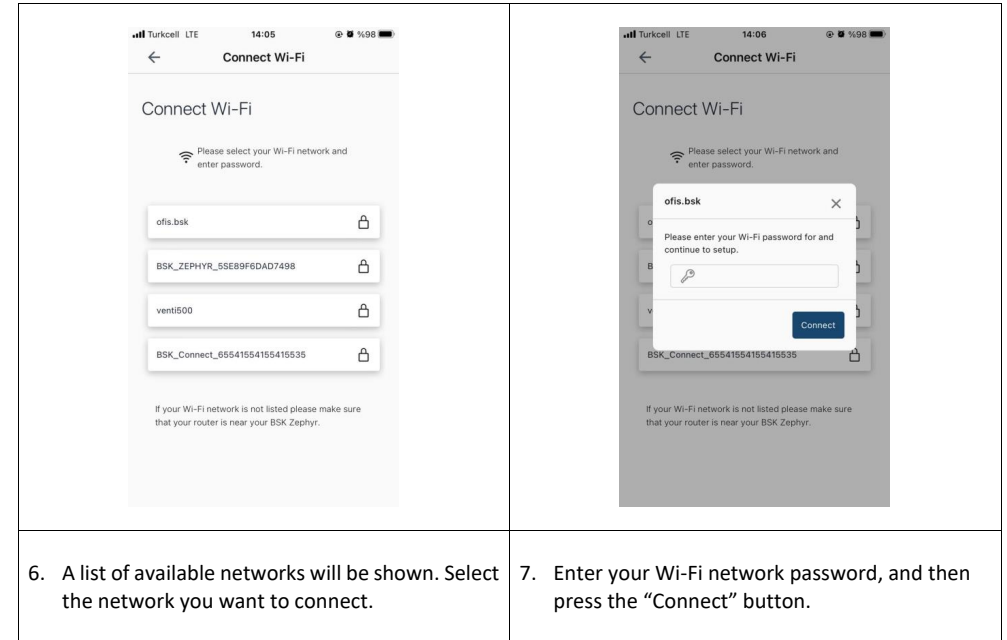 Turkcell LTE 14:05 %98
Connect Wi-Fi
Connect Wi-Fi
Please select your Wi-Fi network and
enter password.
ofis.bsk
BSK_ZEPHYR_5SE89F6DAD7498
venti500
BSK_Connect_65541554155415535
If your Wi-Fi network is not listed please make sure
that your router is near your BSK Zephyr.
6. A list of available networks will be shown. Select
the network you want to connect.
Turkcell LTE 14:06 %98
Connect Wi-Fi
Connect Wi-Fi
Please select your Wi-Fi network and
enter password.
ofis.bsk
Please enter your Wi-Fi password for and
continue to setup.
Connect
BSK_Connect_65541554155415535
If your Wi-Fi network is not listed please make sure
that your router is near your BSK Zephyr.
7. Enter your Wi-Fi network password, and then
press the “Connect” button.